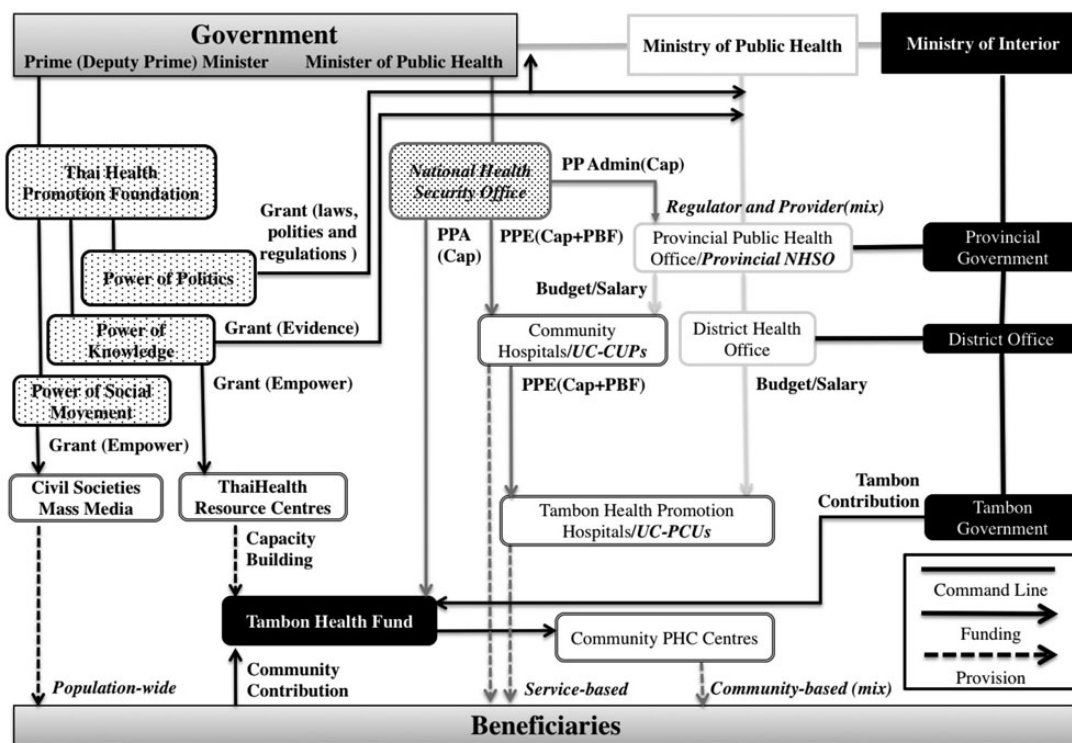 Government
Prime (Deputy Prime) Minister Minister of Public Health
Ministry of Public Health
Ministry of Interior
Thai Health
Promotion Foundation
National Health
Security Office
PP Admin(Cap)
Grant (laws,
polities and
regulations )
PPA
(Cap)
PPE(Cap+PBF)
Regulator and Provider(mix)
Provincial Public Health
Office/Provincial NHSO
Provincial
Government
Power of Politics
Budget/Salary
Power of
Knowledge
Grant (Evidence)
Community
Hospitals/UC-CUPs
District Health
Office
District Office
Grant (Empower)
PPE(Cap+PBF)
Budget/Salary
Power of Social
Movement
Grant (Empower)
Civil Societies
Mass Media
ThaiHealth
Resource Centres
Tambon Health Promotion
Hospitals/UC-PCUs
Tambon
Contribution
Tambon
Government
Capacity
Building
Command Line
Funding
Provision
Tambon Health Fund
Community PHC Centres
Population-wide
Community
Contribution
Service-based
Community-based (mix)
Beneficiaries